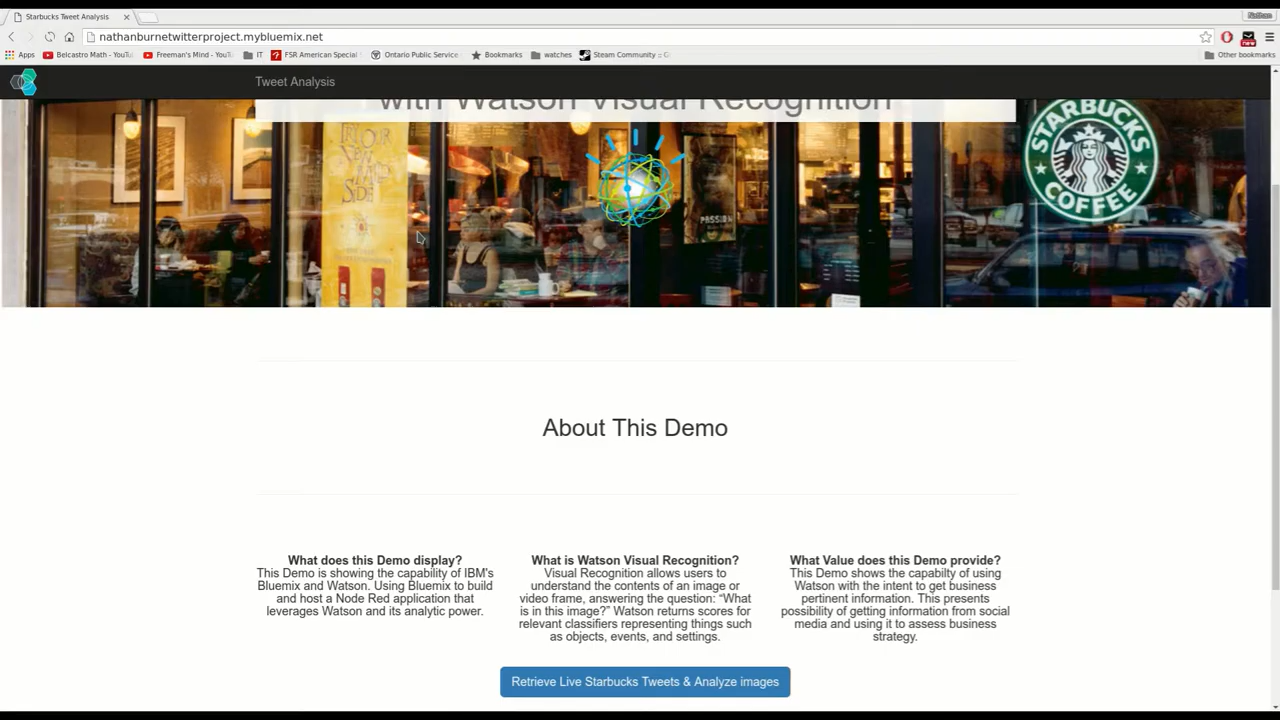 Starbucks Tweet Analysis
Nathan
nathanburnetwitterproject.mybluemix.net
Apps
Belcastro Math - YouTu
Freeman's Mind - YouTu
IT
FSR American Special
Ontario Public Service
Bookmarks
watches
Steam Community :: G
Other bookmarks
new
Tweet Analysis
with Watson Visual Recognition
STARBUCKS
COFFEE
PASSION
About This Demo
What does this Demo display?
This Demo is showing the capability of IBM's
Bluemix and Watson. Using Bluemix to build
and host a Node Red application that
leverages Watson and its analytic power.
What is Watson Visual Recognition?
Visual Recognition allows users to
understand the contents of an image or
video frame, answering the question: “What
is in this image?” Watson returns scores for
relevant classifiers representing things such
as objects, events, and settings.
What Value does this Demo provide?
This Demo shows the capabilty of using
Watson with the intent to get business
pertinent information. This presents
possibility of getting information from social
media and using it to assess business
strategy.
Retrieve Live Starbucks Tweets & Analyze images